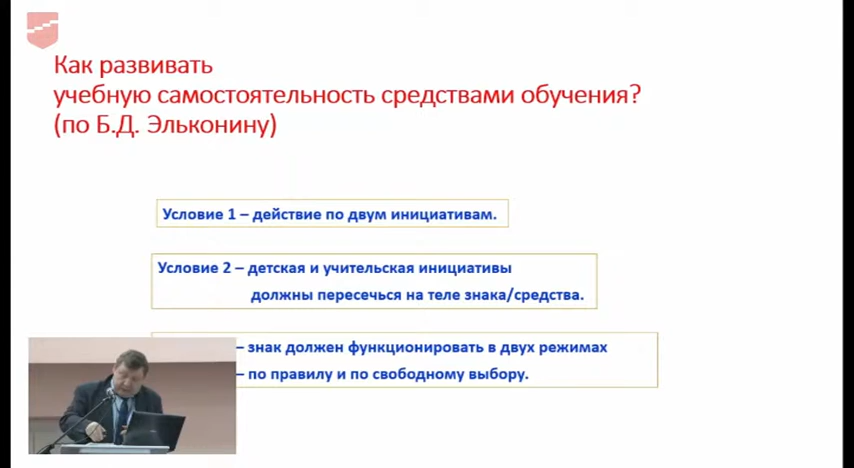 Как развивать
учебную самостоятельность средствами обучения?
(по Б.Д. Эльконину)
Условие 1 – действие по двум инициативам.
Условие 2 – детская и учительская инициативы
должны пересечься на теле знака/средства.
– знак должен функционировать в двух режимах
– по правилу и по свободному выбору.